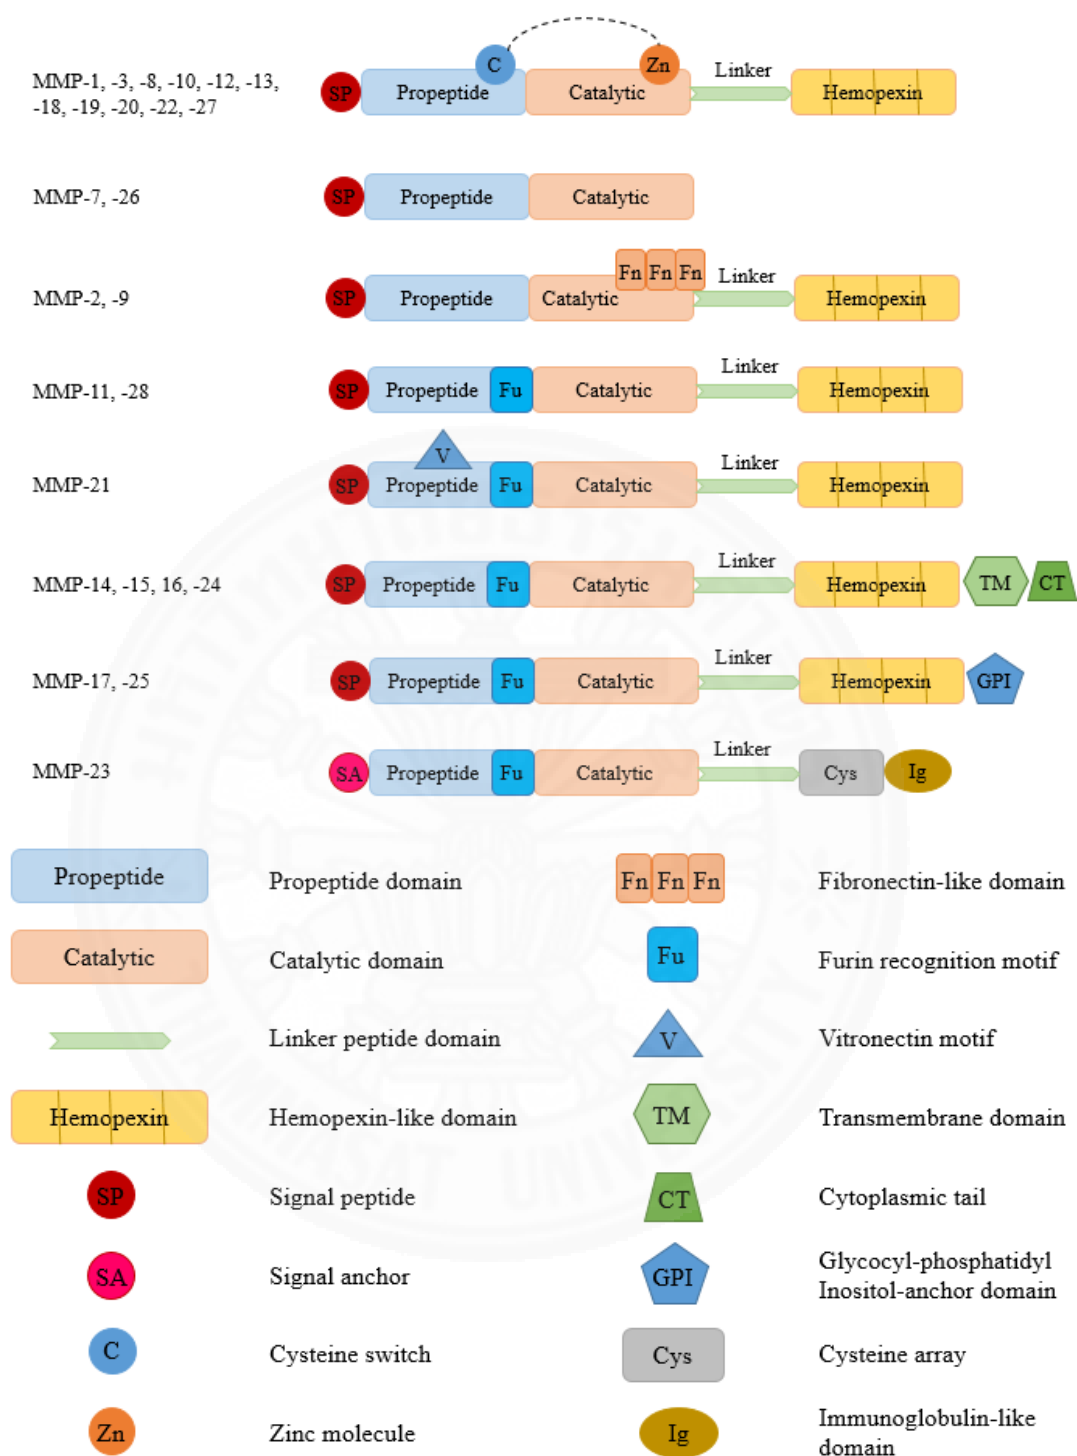 MMP-1, -3, -8, -10, -12, -13,
-18, -19, -20, -22, -27
SP Propeptide C Catalytic Zn Linker Hemopexin
MMP-7, -26
SP Propeptide Catalytic
MMP-2, -9
SP Propeptide Catalytic Fn Fn Fn Linker Hemopexin
MMP-11, -28
SP Propeptide Fu Catalytic Linker Hemopexin
MMP-21
SP V Propeptide Fu Catalytic Linker Hemopexin
MMP-14, -15, 16, -24
SP Propeptide Fu Catalytic Linker Hemopexin TM CT
MMP-17, -25
SP Propeptide Fu Catalytic Linker Hemopexin GPI
MMP-23
SA Propeptide Fu Catalytic Linker Cys Ig
Propeptide Propeptide domain
Fn Fn Fn Fibronectin-like domain
Catalytic Catalytic domain
Fu Furin recognition motif
Linker peptide domain
V Vitronectin motif
Hemopexin Hemopexin-like domain
TM Transmembrane domain
SP Signal peptide
CT Cytoplasmic tail
SA Signal anchor
GPI Glycocyl-phosphatidyl
Inositol-anchor domain
C Cysteine switch
Cys Cysteine array
Zn Zinc molecule
Ig Immunoglobulin-like
domain